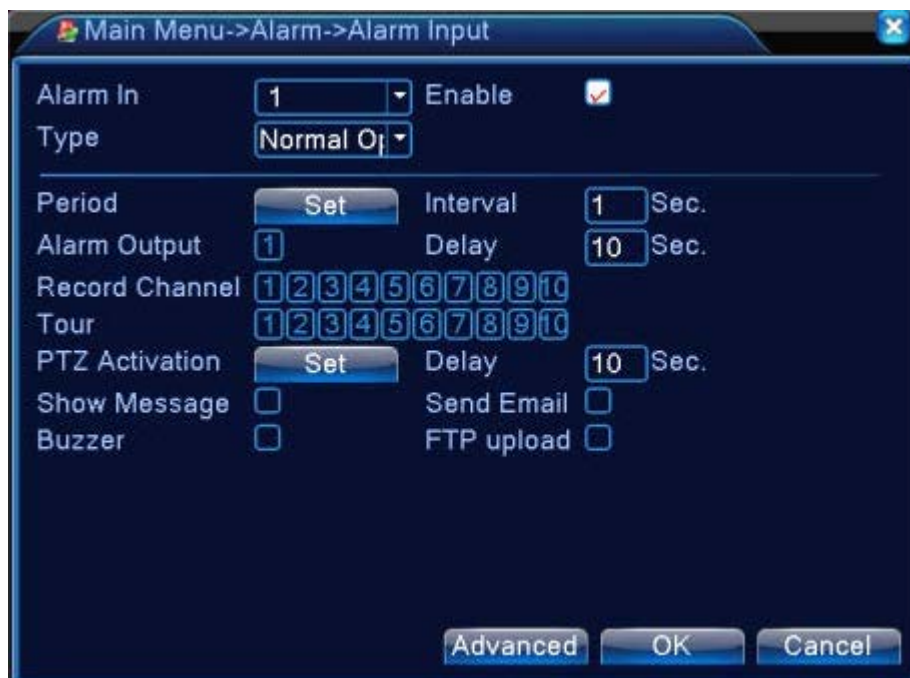 Main Menu->Alarm->Alarm Input
Alarm In 1 Enable
Type Normal Op
Period Set Interval 1 Sec.
Alarm Output 1 Delay 10 Sec.
Record Channel 1 2 3 4 5 6 7 8 9 10
Tour 1 2 3 4 5 6 7 8 9 10
PTZ Activation Set Delay 10 Sec.
Show Message Send Email
Buzzer FTP upload
Advanced OK Cancel